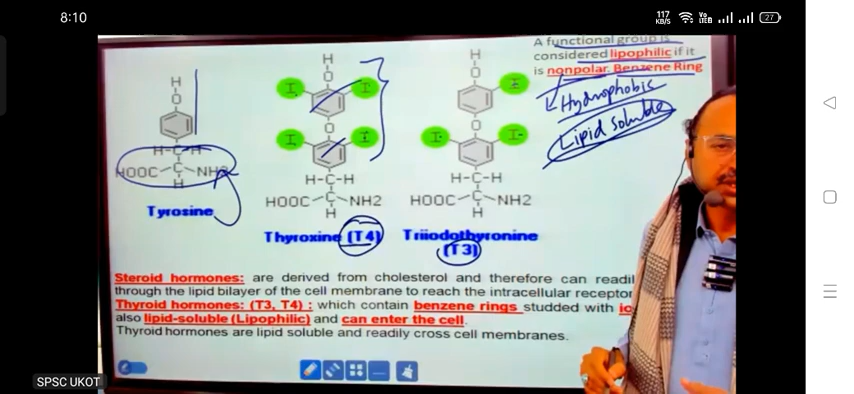 8:10
117
KB/s
Vo
LTE
27
A functional group is
considered lipophilic if it
is nonpolar. Benzene Ring
Hydrophobic
Lipid soluble
H
O
H
O
I
I
I
I
O
H
O
I
O
I
I
H-C-H
HOOC-C-NH2
H
H-C-H
HOOC-C-NH2
H
H-C-H
HOOC-C-NH2
H
Tyrosine
Thyroxine (T4)
Triiodothyronine
(T3)
Steroid hormones: are derived from cholesterol and therefore can readil
through the lipid bilayer of the cell membrane to reach the intracellular receptor
Thyroid hormones: (T3, T4) : which contain benzene rings studded with io
also lipid-soluble (Lipophilic) and can enter the cell.
Thyroid hormones are lipid soluble and readily cross cell membranes.
SPSC UKOT